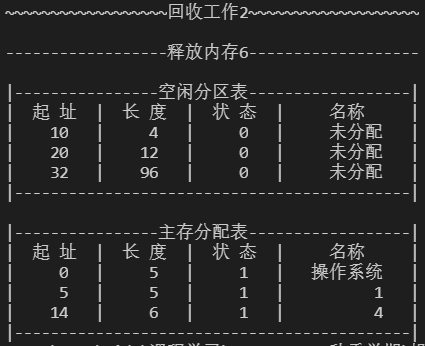 ~~~~~~~~~~~~~~~~~~回收工作2~~~~~~~~~~~~~~~~~~~
------------------释放内存6-------------------
|----------------空闲分区表------------------|
| 起 址 | 长 度 | 状 态 | 名称 |
| 10 | 4 | 0 | 未分配 |
| 20 | 12 | 0 | 未分配 |
| 32 | 96 | 0 | 未分配 |
|--------------------------------------------|
|----------------主存分配表------------------|
| 起 址 | 长 度 | 状 态 | 名称 |
| 0 | 5 | 1 | 操作系统 |
| 5 | 5 | 1 | 1 |
| 14 | 6 | 1 | 4 |
|--------------------------------------------|